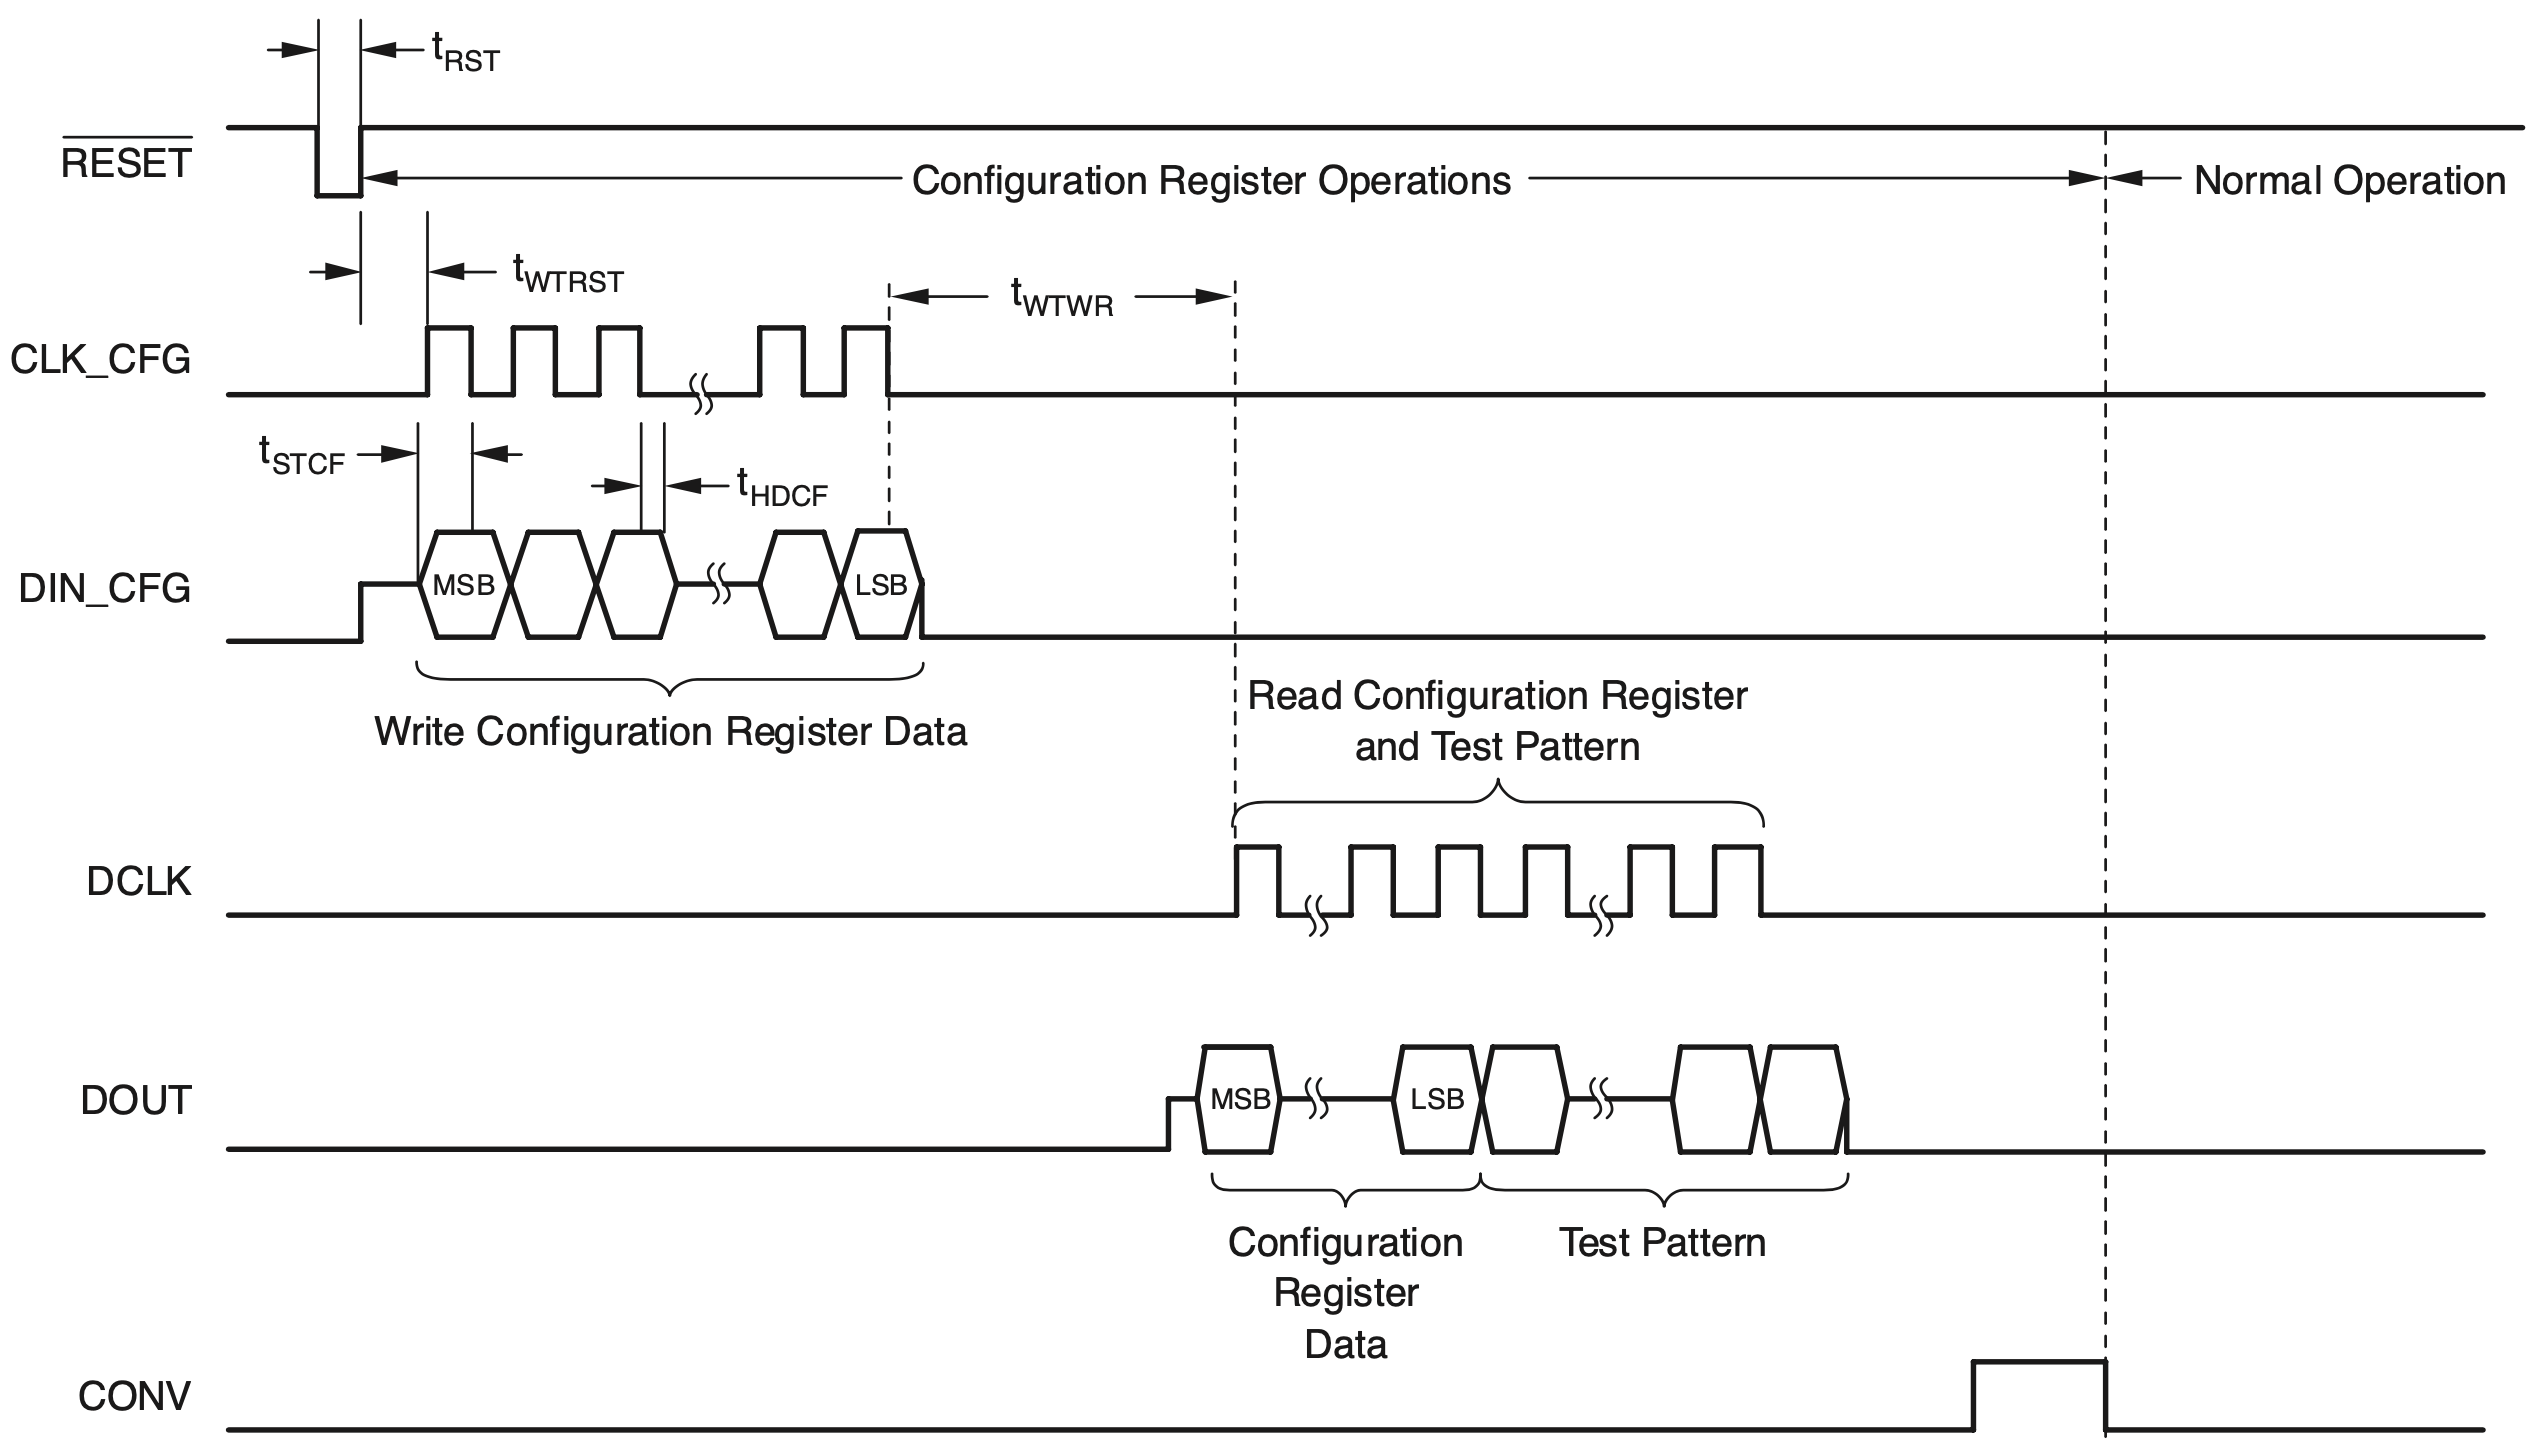 tRST
RESET
Configuration Register Operations
Normal Operation
tWTRST
tWTWR
CLK_CFG
tSTCF
tHDCF
DIN_CFG
MSB
LSB
Write Configuration Register Data
Read Configuration Register
and Test Pattern
DCLK
DOUT
MSB
LSB
Configuration
Register
Data
Test Pattern
CONV